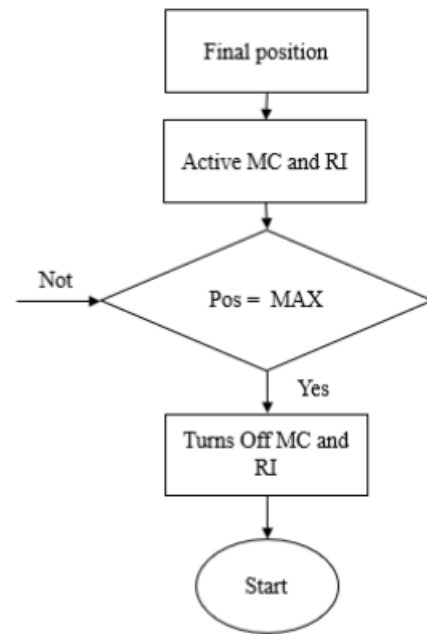 Final position
Active MC and RI
Not
Pos = MAX
Yes
Turns Off MC and
RI
Start